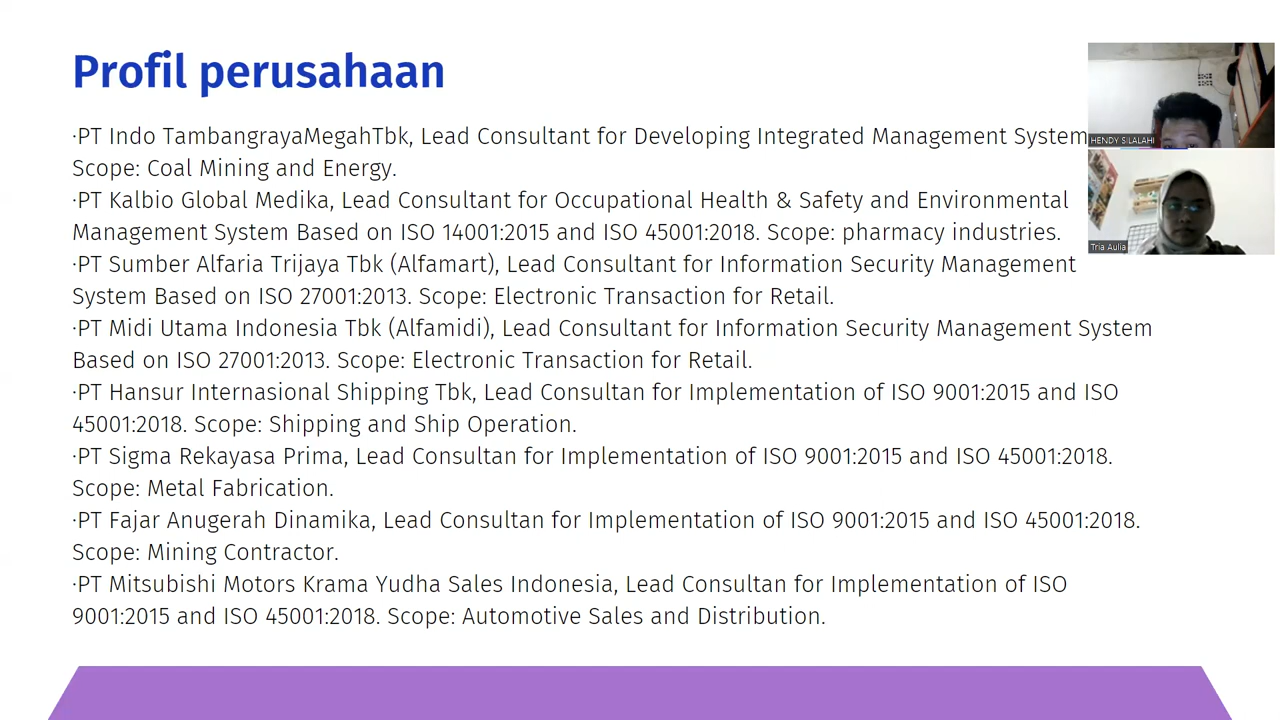 Profil perusahaan
·PT Indo TambangrayaMegahTbk, Lead Consultant for Developing Integrated Management System
Scope: Coal Mining and Energy.
·PT Kalbio Global Medika, Lead Consultant for Occupational Health & Safety and Environmental
Management System Based on ISO 14001:2015 and ISO 45001:2018. Scope: pharmacy industries.
·PT Sumber Alfaria Trijaya Tbk (Alfamart), Lead Consultant for Information Security Management
System Based on ISO 27001:2013. Scope: Electronic Transaction for Retail.
·PT Midi Utama Indonesia Tbk (Alfamidi), Lead Consultant for Information Security Management System
Based on ISO 27001:2013. Scope: Electronic Transaction for Retail.
·PT Hansur Internasional Shipping Tbk, Lead Consultan for Implementation of ISO 9001:2015 and ISO
45001:2018. Scope: Shipping and Ship Operation.
·PT Sigma Rekayasa Prima, Lead Consultan for Implementation of ISO 9001:2015 and ISO 45001:2018.
Scope: Metal Fabrication.
·PT Fajar Anugerah Dinamika, Lead Consultan for Implementation of ISO 9001:2015 and ISO 45001:2018.
Scope: Mining Contractor.
·PT Mitsubishi Motors Krama Yudha Sales Indonesia, Lead Consultan for Implementation of ISO
9001:2015 and ISO 45001:2018. Scope: Automotive Sales and Distribution.
HENDY SILALAHI
Tria Aulia